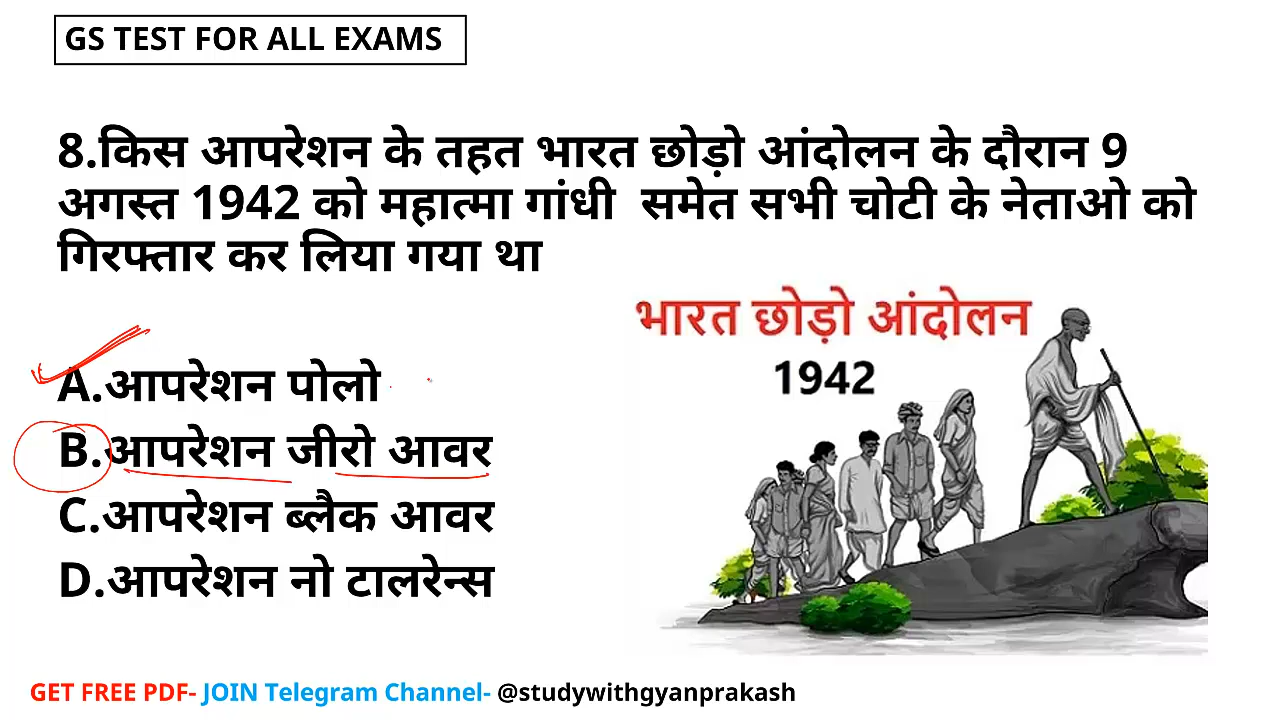 GS TEST FOR ALL EXAMS
8.किस आपरेशन के तहत भारत छोड़ो आंदोलन के दौरान 9
अगस्त 1942 को महात्मा गांधी समेत सभी चोटी के नेताओ को
गिरफ्तार कर लिया गया था
भारत छोड़ो आंदोलन
1942
A.आपरेशन पोलो
B.आपरेशन जीरो आवर
C.आपरेशन ब्लैक आवर
D.आपरेशन नो टालरेन्स
GET FREE PDF- JOIN Telegram Channel- @studywithgyanprakash